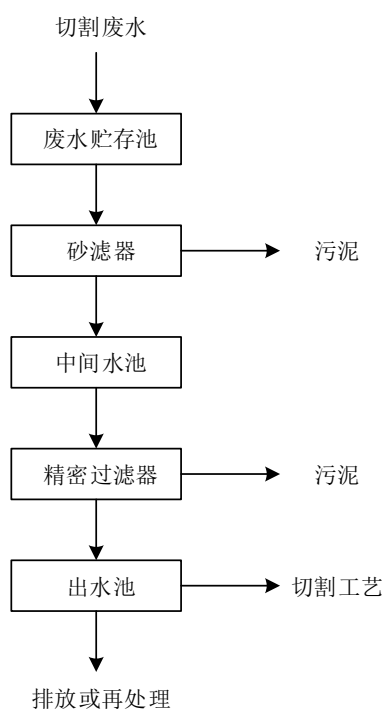 切割废水
废水贮存池
砂滤器
污泥
中间水池
精密过滤器
污泥
出水池
切割工艺
排放或再处理